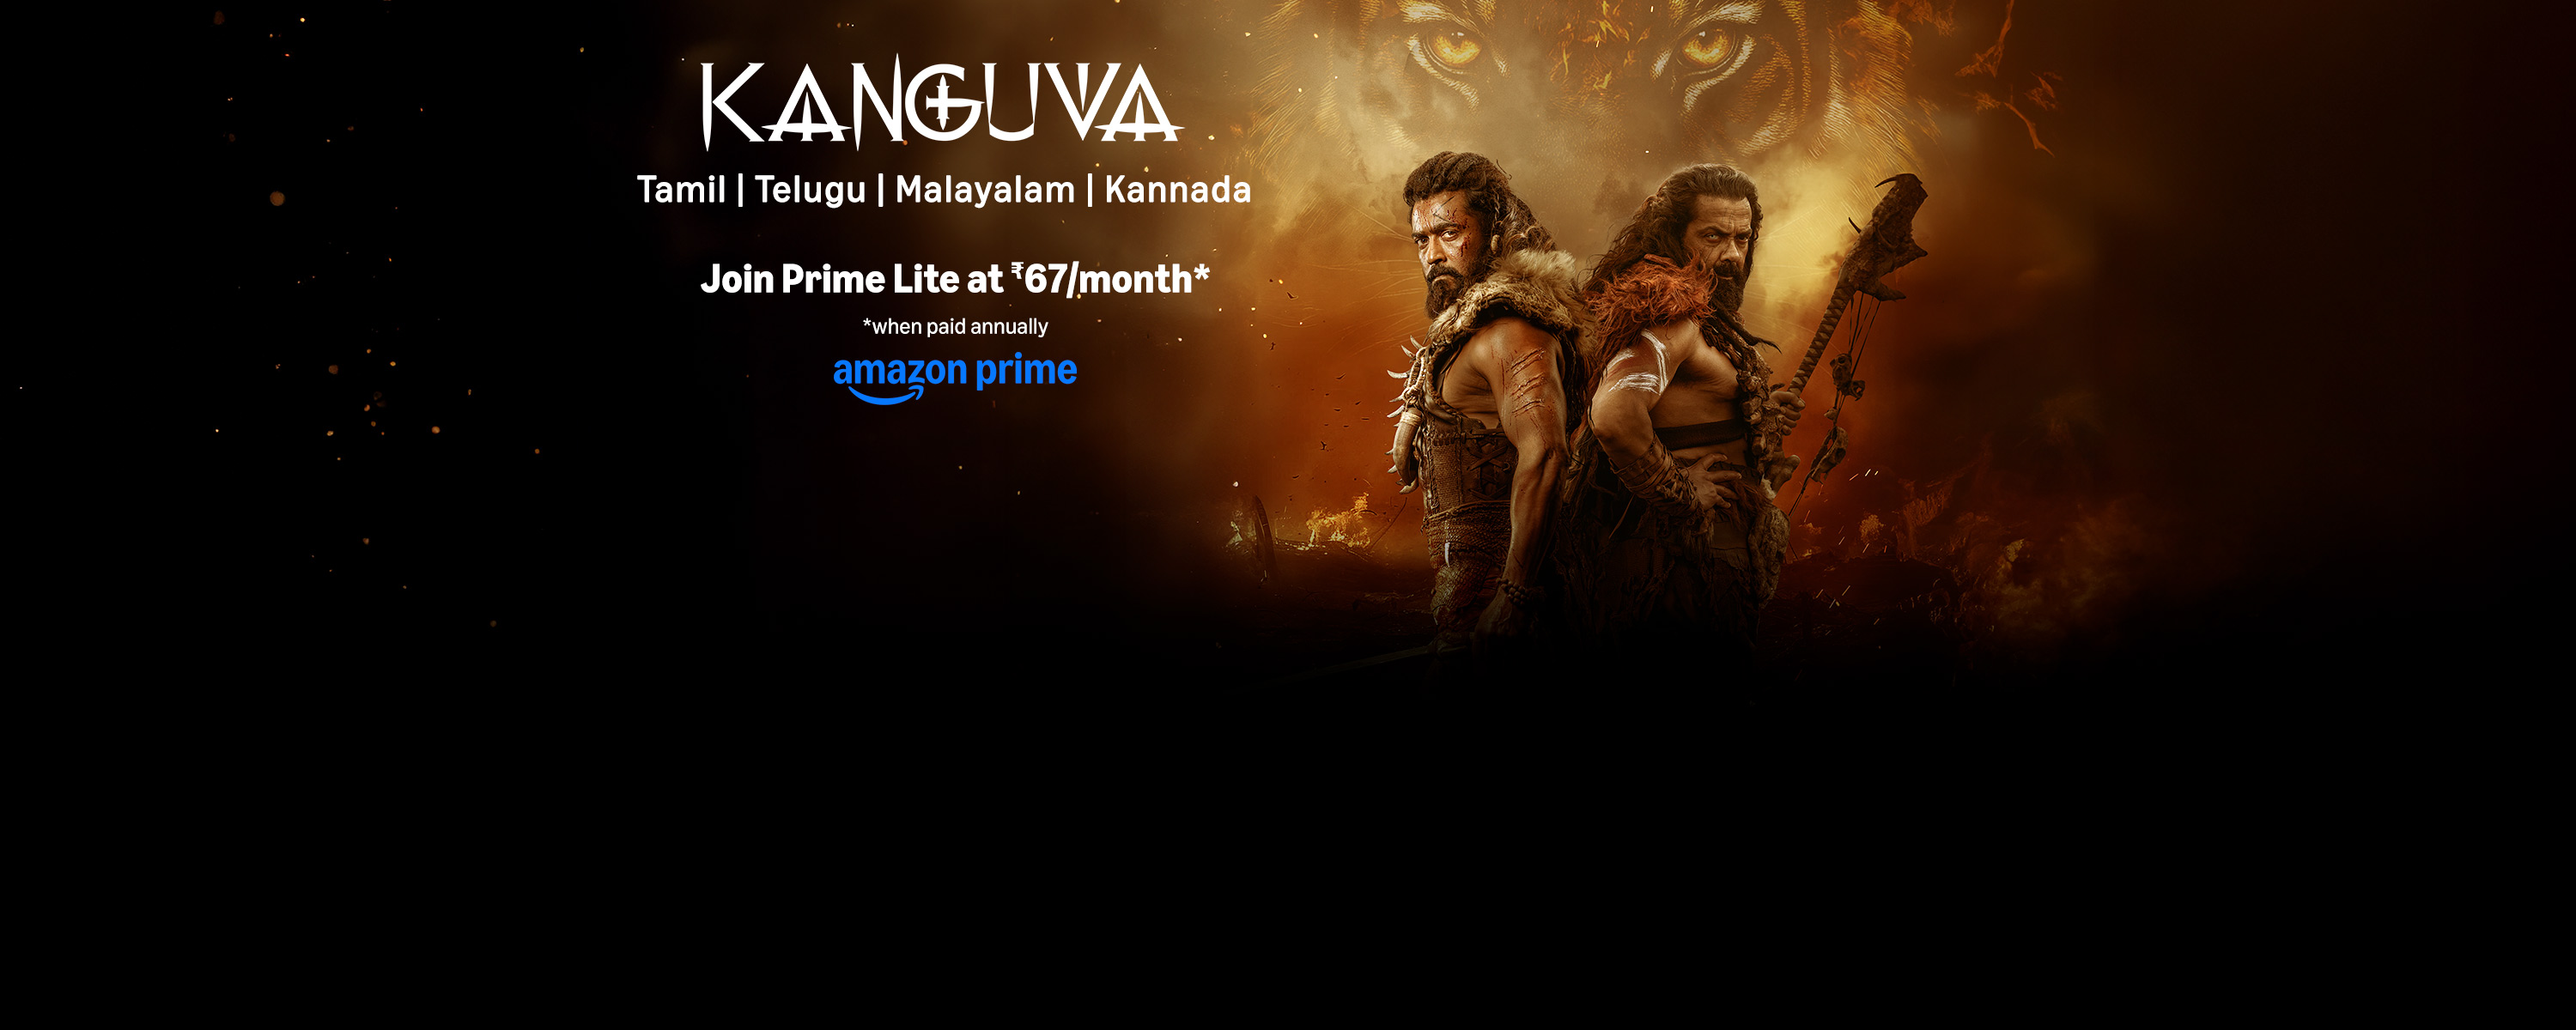 KANGUVA
Tamil | Telugu | Malayalam | Kannada
Join Prime Lite at ₹67/month*
*when paid annually
amazon prime